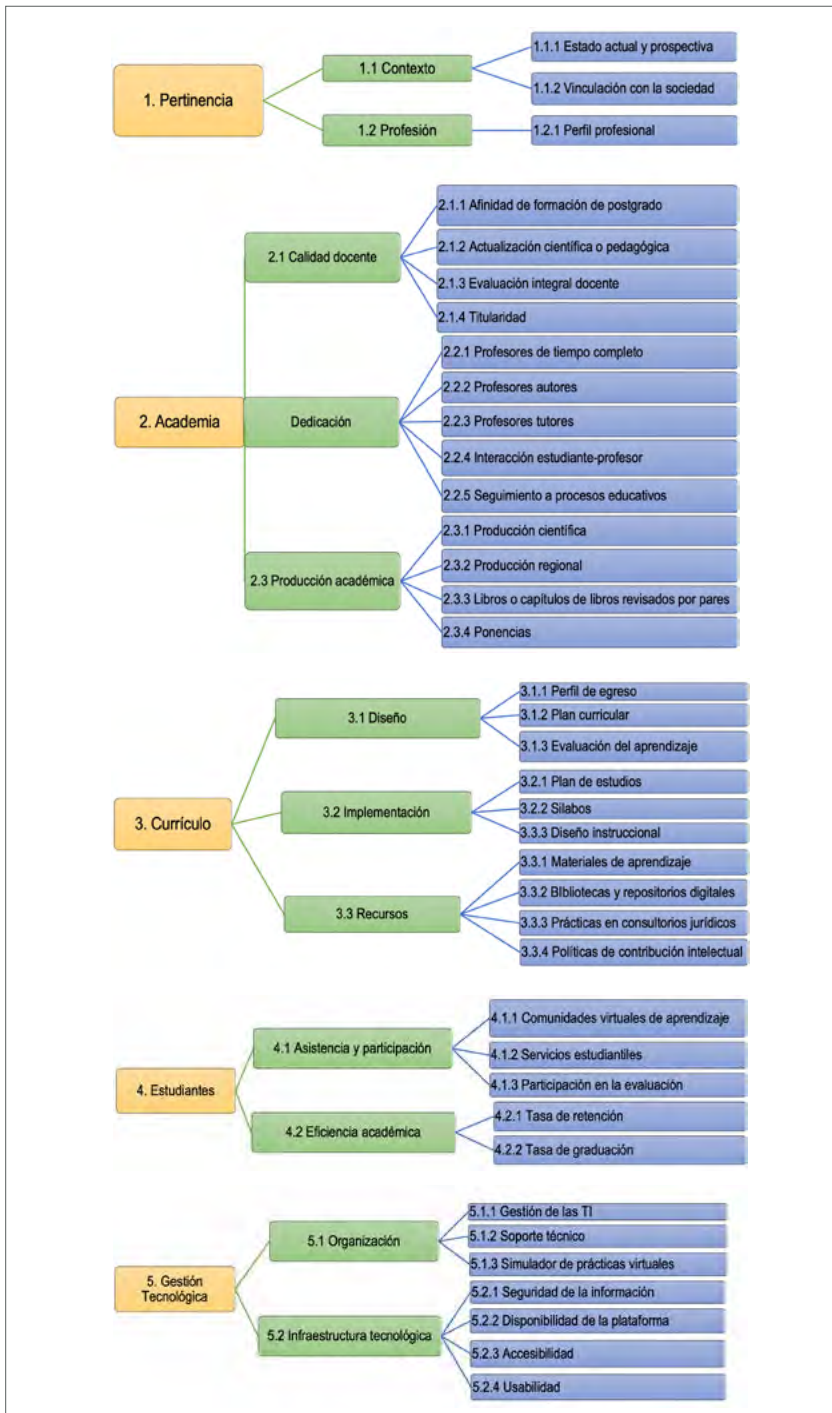 1. Pertinencia
1.1 Contexto
1.1.1 Estado actual y prospectiva
1.1.2 Vinculación con la sociedad
1.2 Profesión
1.2.1 Perfil profesional
2. Academia
2.1 Calidad docente
2.1.1 Afinidad de formación de postgrado
2.1.2 Actualización científica o pedagógica
2.1.3 Evaluación integral docente
2.1.4 Titularidad
Dedicación
2.2.1 Profesores de tiempo completo
2.2.2 Profesores autores
2.2.3 Profesores tutores
2.2.4 Interacción estudiante-profesor
2.2.5 Seguimiento a procesos educativos
2.3 Producción académica
2.3.1 Producción científica
2.3.2 Producción regional
2.3.3 Libros o capítulos de libros revisados por pares
2.3.4 Ponencias
3. Currículo
3.1 Diseño
3.1.1 Perfil de egreso
3.1.2 Plan curricular
3.1.3 Evaluación del aprendizaje
3.2 Implementación
3.2.1 Plan de estudios
3.2.2 Silabos
3.3.3 Diseño instruccional
3.3 Recursos
3.3.1 Materiales de aprendizaje
3.3.2 BIbliotecas y repositorios digitales
3.3.3 Prácticas en consultorios jurídicos
3.3.4 Políticas de contribución intelectual
4. Estudiantes
4.1 Asistencia y participación
4.1.1 Comunidades virtuales de aprendizaje
4.1.2 Servicios estudiantiles
4.1.3 Participación en la evaluación
4.2 Eficiencia académica
4.2.1 Tasa de retención
4.2.2 Tasa de graduación
5. Gestión
Tecnológica
5.1 Organización
5.1.1 Gestión de las TI
5.1.2 Soporte técnico
5.1.3 Simulador de prácticas virtuales
5.2 Infraestructura tecnológica
5.2.1 Seguridad de la información
5.2.2 Disponibilidad de la plataforma
5.2.3 Accesibilidad
5.2.4 Usabilidad